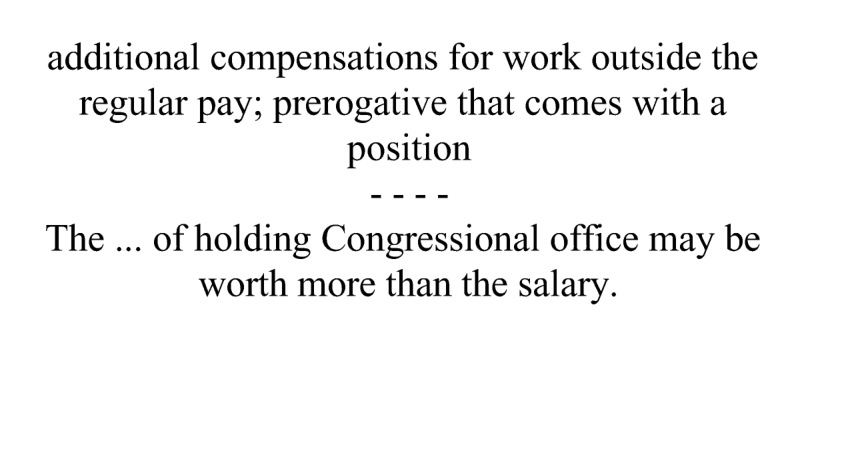 additional compensations for work outside the
regular pay; prerogative that comes with a
position
- - - -
The ... of holding Congressional office may be
worth more than the salary.